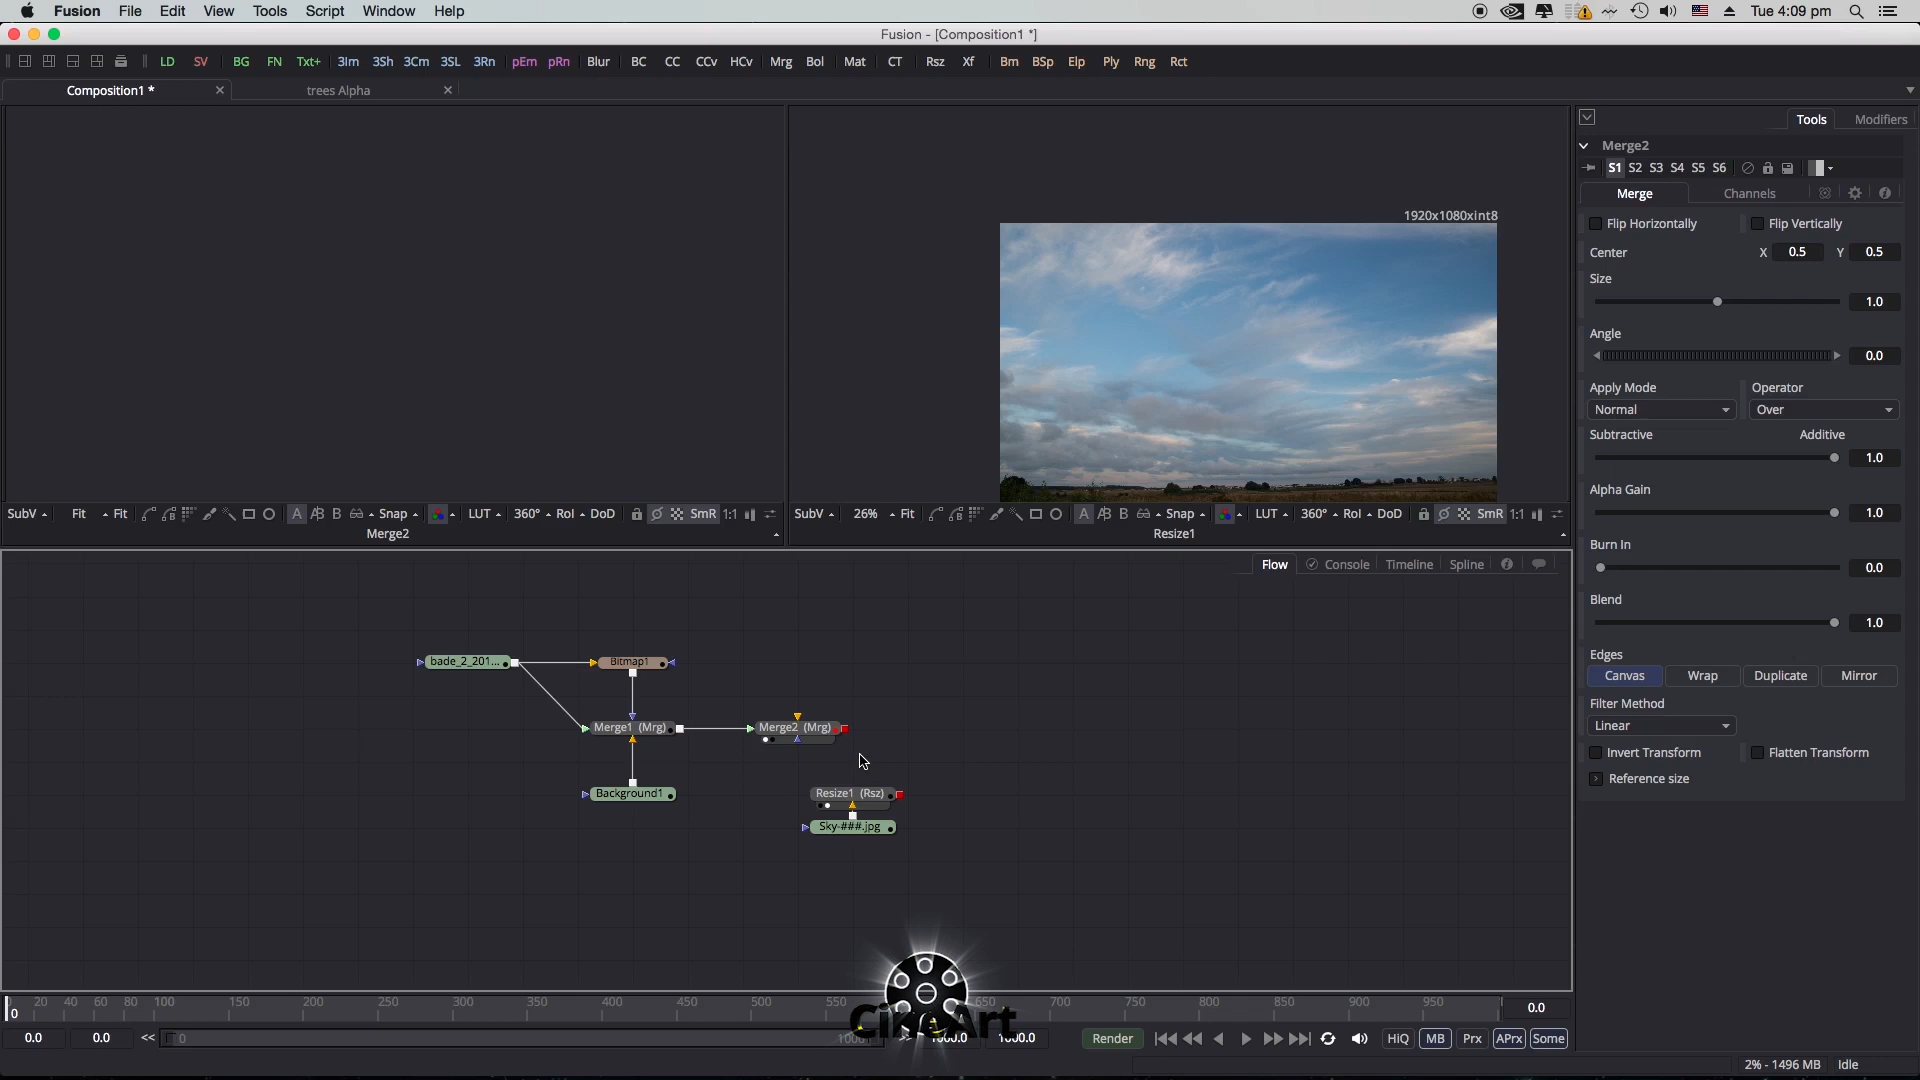 Fusion File Edit View Tools Script Window Help Tue 4:09 pm
Fusion - [Composition1 *]
LD SV BG FN Txt+ 3Im 3Sh 3Cm 3SL 3Rn pEm pRn Blur BC CC CCv HCv Mrg Bol Mat CT Rsz Xf Bm BSp Elp Ply Rng Rct
Composition1 * trees Alpha
Tools Modifiers
Merge2
S1 S2 S3 S4 S5 S6
Merge Channels
1920x1080xint8
Flip Horizontally Flip Vertically
Center X 0.5 Y 0.5
Size
1.0
Angle
0.0
Apply Mode Operator
Normal Over
Subtractive Additive
1.0
Alpha Gain
1.0
Burn In
0.0
Blend
1.0
Edges
Canvas Wrap Duplicate Mirror
Filter Method
Linear
Invert Transform Flatten Transform
Reference size
SubV Fit Fit A B Snap LUT 360° RoI DoD SmR 1:1
Merge2
SubV 26% Fit A B Snap LUT 360° RoI DoD SmR 1:1
Resize1
Flow Console Timeline Spline
bade_2_201... Bitmap1
Merge1 (Mrg) Merge2 (Mrg)
Background1 Resize1 (Rsz)
Sky-###.jpg
20 40 60 80 100 150 200 250 300 350 400 450 500 550 650 700 750 800 850 900 950
0 0.0
0.0 0.0 << 0 1000 >> 1000.0 1000.0 Render HiQ MB Prx APrx Some
CineArt
2% - 1496 MB Idle